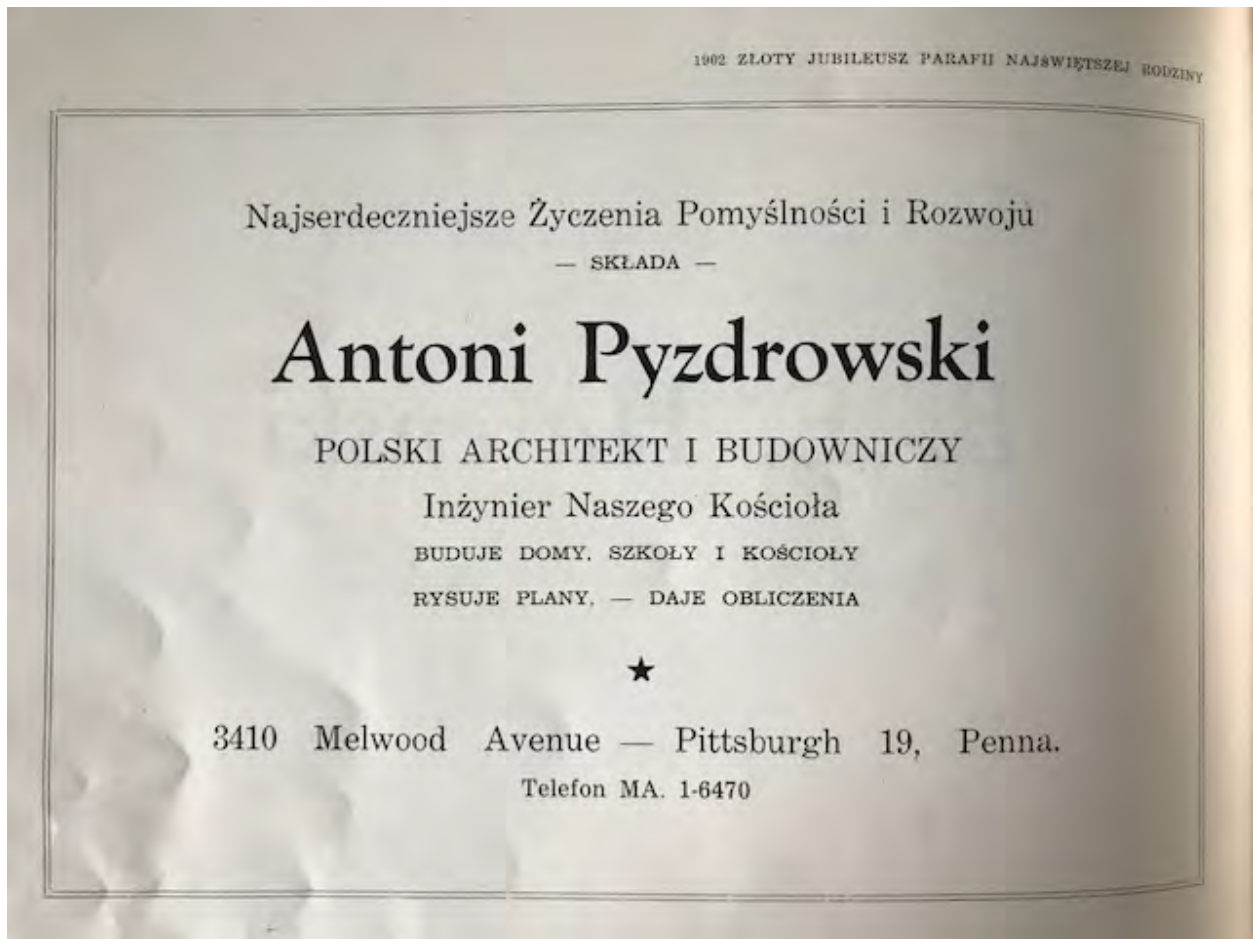 1902 ZŁOTY JUBILEUSZ PARAFII NAJŚWIĘTSZEJ RODZINY
Najserdeczniejsze Życzenia Pomyślności i Rozwoju
— SKŁADA —
Antoni Pyzdrowski
POLSKI ARCHITEKT I BUDOWNICZY
Inżynier Naszego Kościoła
BUDUJE DOMY, SZKOŁY I KOŚCIOŁY
RYSUJE PLANY, — DAJE OBLICZENIA
★
3410 Melwood Avenue — Pittsburgh 19, Penna.
Telefon MA. 1-6470